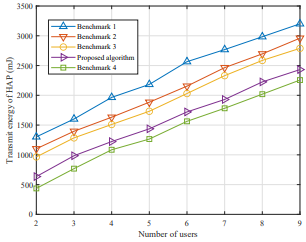 3500
3000
2500
2000
1500
1000
500
0
Transmit energy of HAP (mJ)
Benchmark 1
Benchmark 2
Benchmark 3
Proposed algorithm
Benchmark 4
2 3 4 5 6 7 8 9
Number of users